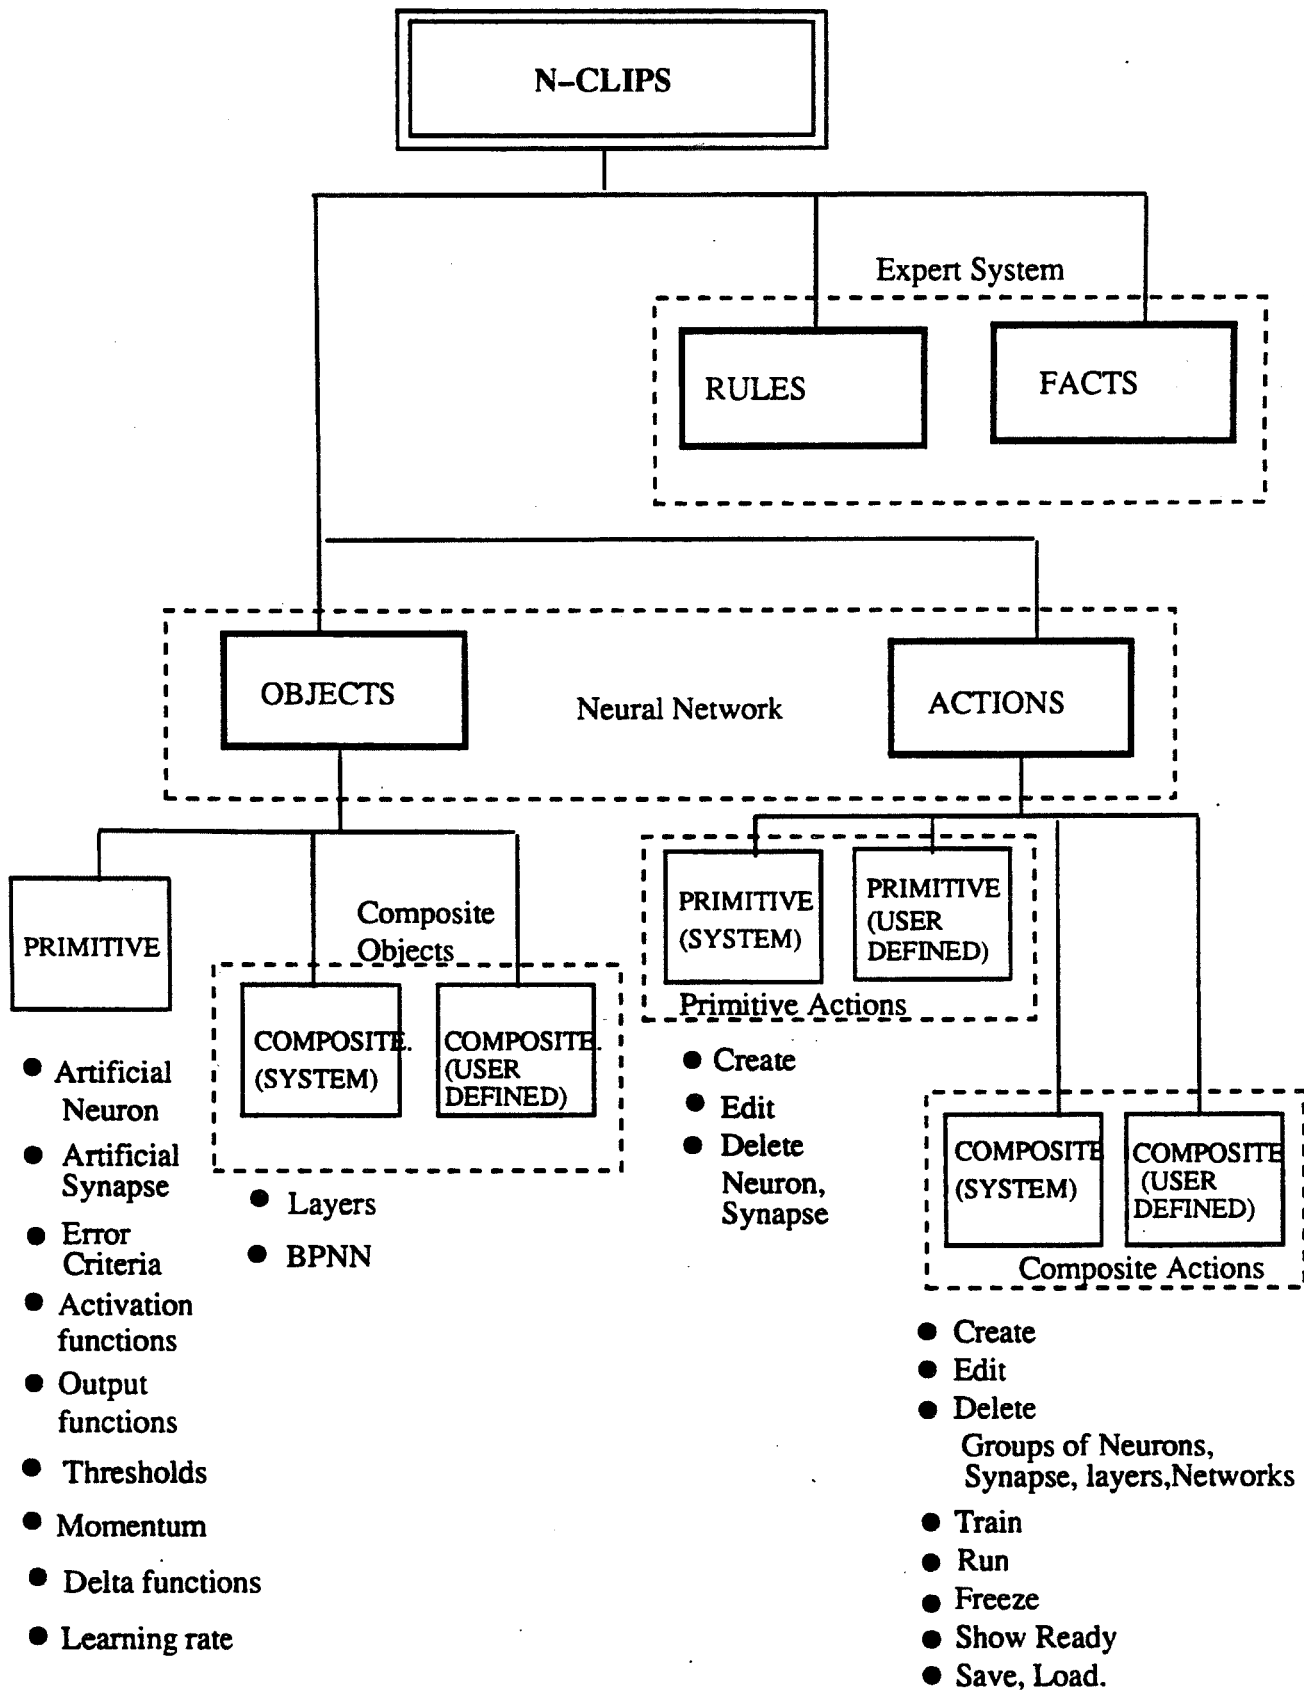 N-CLIPS
Expert System
RULES
FACTS
OBJECTS
Neural Network
ACTIONS
PRIMITIVE
Composite
Objects
COMPOSITE.
(SYSTEM)
COMPOSITE.
(USER
DEFINED)
PRIMITIVE
(SYSTEM)
PRIMITIVE
(USER
DEFINED)
Primitive Actions
COMPOSITE
(SYSTEM)
COMPOSITE
(USER
DEFINED)
Composite Actions
● Artificial
Neuron
● Artificial
Synapse
● Error
Criteria
● Activation
functions
● Output
functions
● Thresholds
● Momentum
● Delta functions
● Learning rate
● Layers
● BPNN
● Create
● Edit
● Delete
Neuron,
Synapse
● Create
● Edit
● Delete
Groups of Neurons,
Synapse, layers,Networks
● Train
● Run
● Freeze
● Show Ready
● Save, Load.